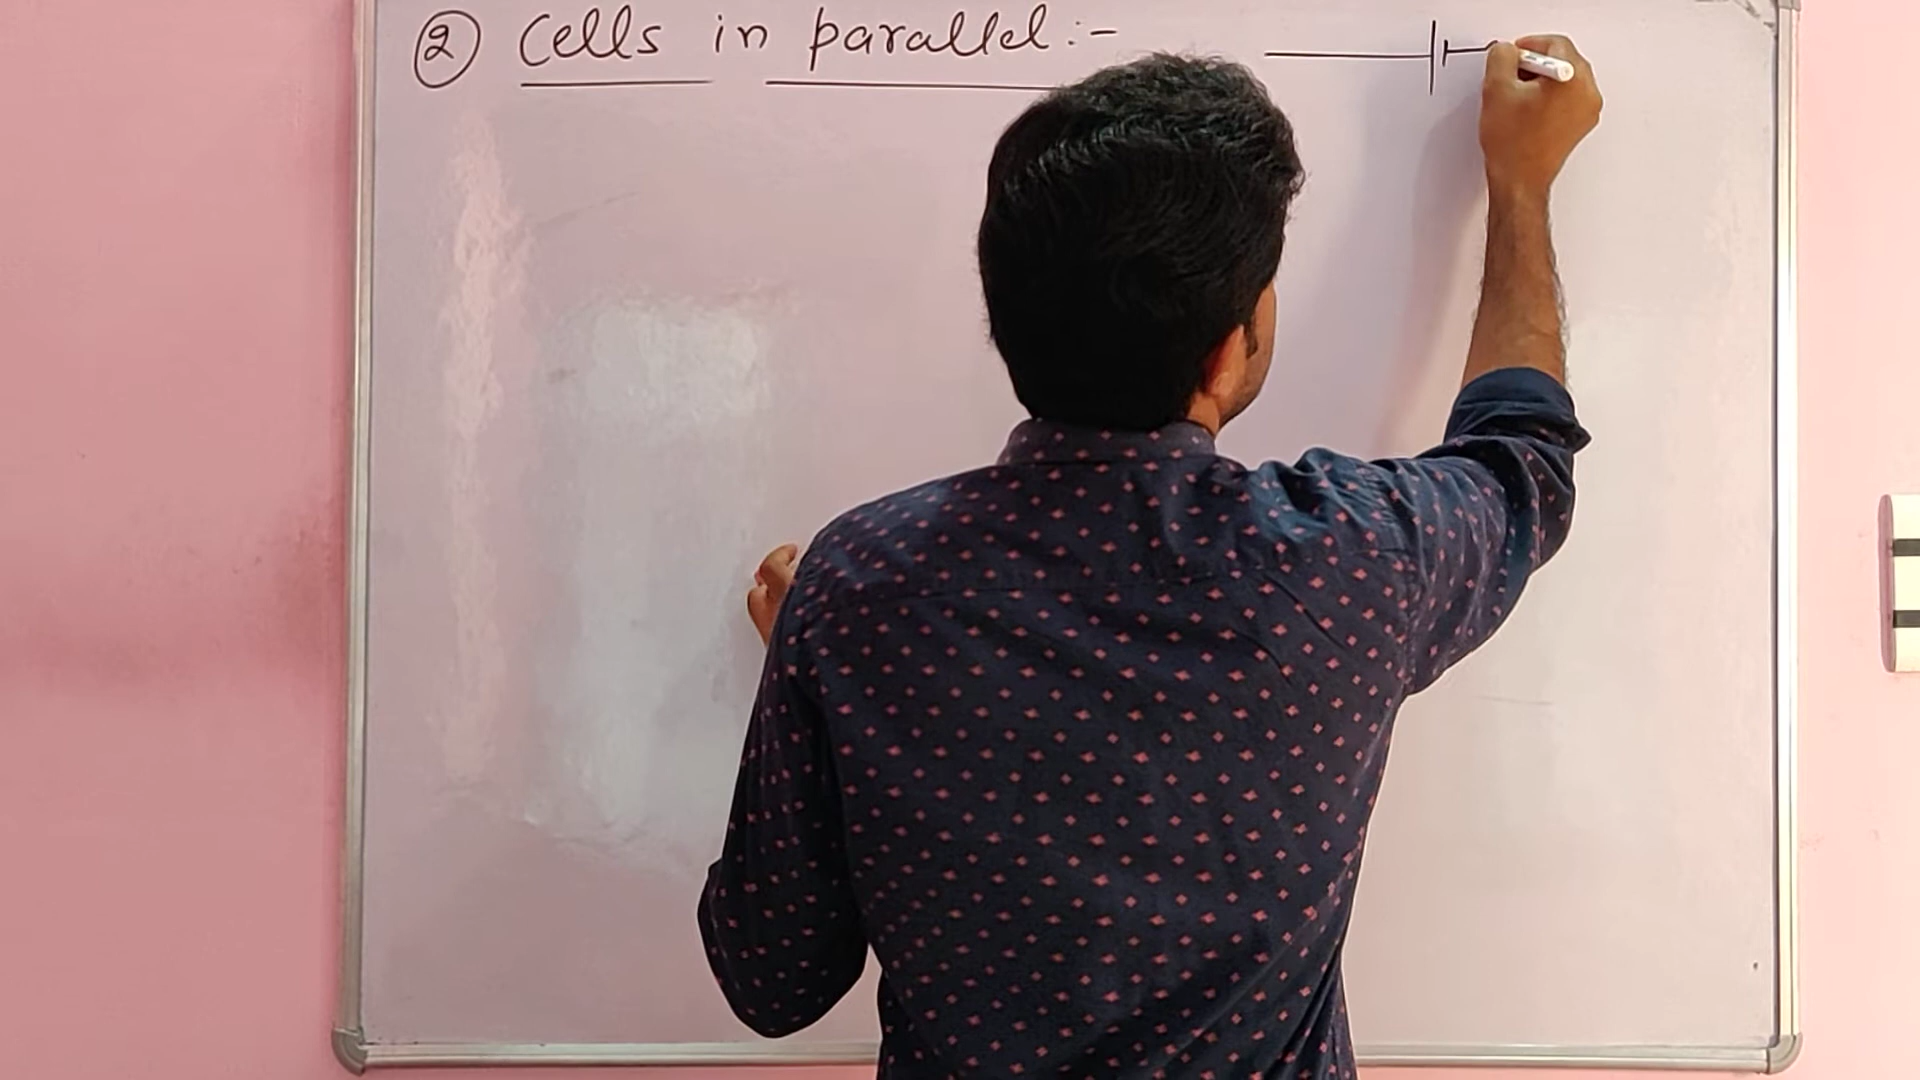 ② Cells in parallel :-